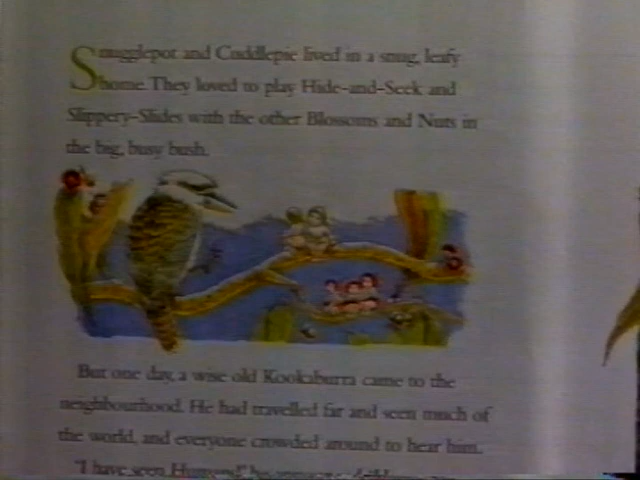 Snugglepot and Cuddlepie lived in a snug, leafy
home. They loved to play Hide-and-Seek and
Slippery-Slides with the other Blossoms and Nuts in
the big, busy bush.
But one day, a wise old Kookaburra came to the
neighbourhood. He had travelled far and seen much of
the world, and everyone crowded around to hear him.
"I have seen Humans!" he